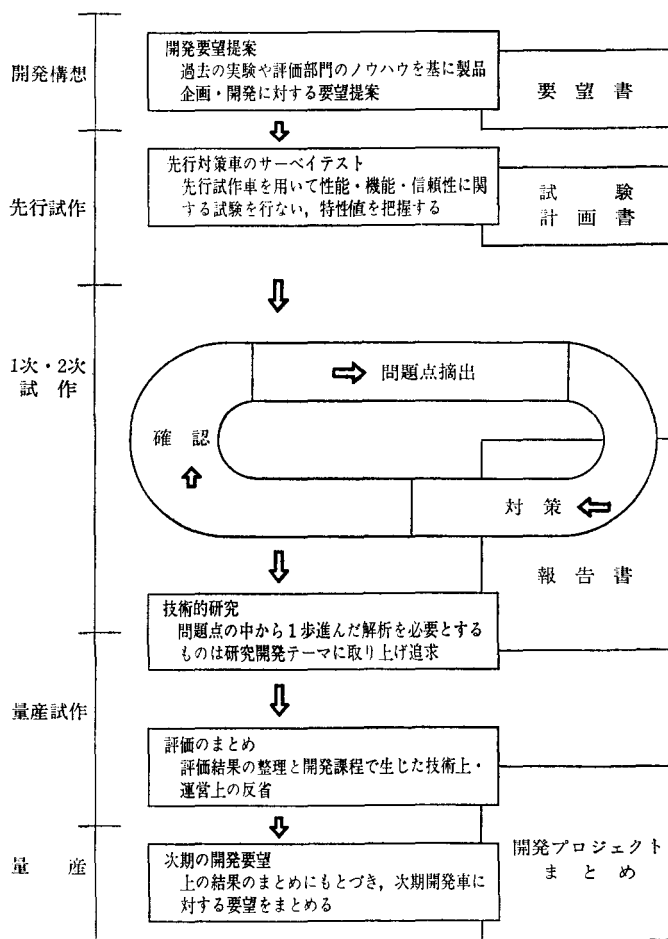 開発構想
開発要望提案
過去の実験や評価部門のノウハウを基に製品
企画・開発に対する要望提案
要望書
先行試作
先行対策車のサーベイテスト
先行試作車を用いて性能・機能・信頼性に関
する試験を行ない，特性値を把握する
試験
計画書
1次・2次
試作
問題点摘出
確認
対策
報告書
技術的研究
問題点の中から1歩進んだ解析を必要とする
ものは研究開発テーマに取り上げ追求
量産試作
評価のまとめ
評価結果の整理と開発課程で生じた技術上・
運営上の反省
量産
次期の開発要望
上の結果のまとめにもとづき，次期開発車に
対する要望をまとめる
開発プロジェクト
まとめ